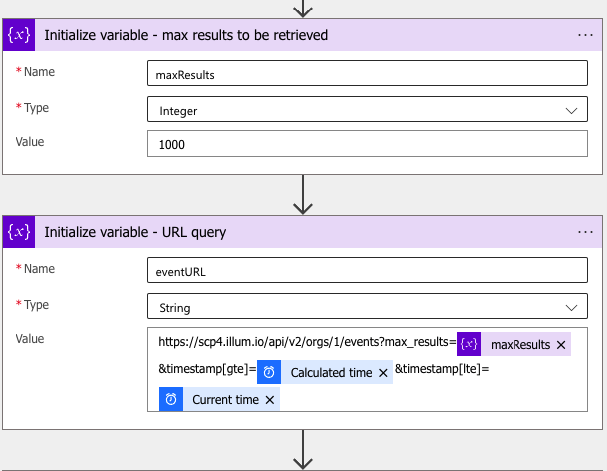 {x} Initialize variable - max results to be retrieved ...
* Name maxResults
* Type Integer
Value 1000
{x} Initialize variable - URL query ...
* Name eventURL
* Type String
Value https://scp4.illum.io/api/v2/orgs/1/events?max_results= {x} maxResults ×
&timestamp[gte]= Calculated time × &timestamp[lte]=
Current time ×